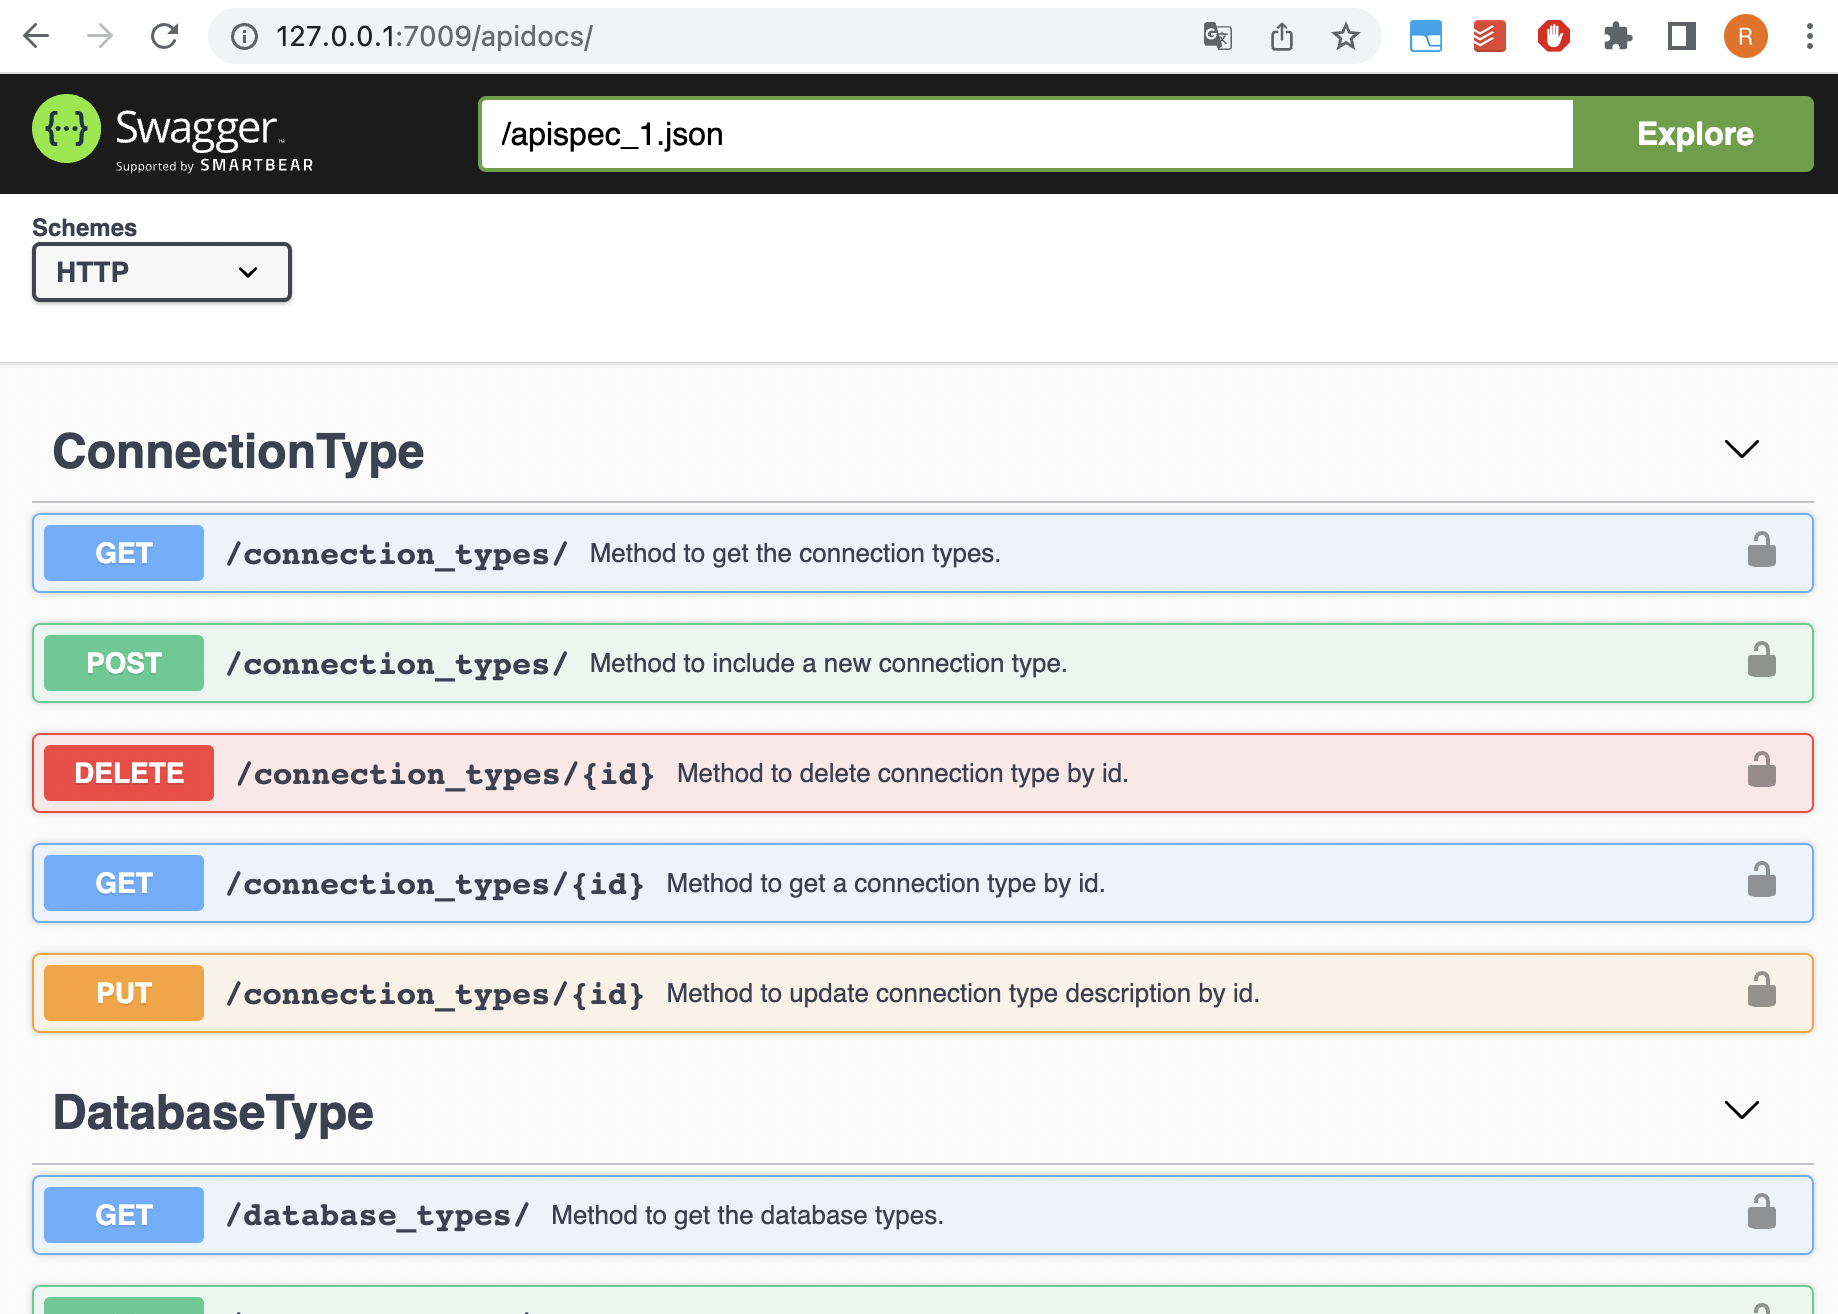 127.0.0.1:7009/apidocs/
R
{···} Swagger™
Supported by SMARTBEAR
/apispec_1.json
Explore
Schemes
HTTP
ConnectionType
GET /connection_types/ Method to get the connection types.
POST /connection_types/ Method to include a new connection type.
DELETE /connection_types/{id} Method to delete connection type by id.
GET /connection_types/{id} Method to get a connection type by id.
PUT /connection_types/{id} Method to update connection type description by id.
DatabaseType
GET /database_types/ Method to get the database types.